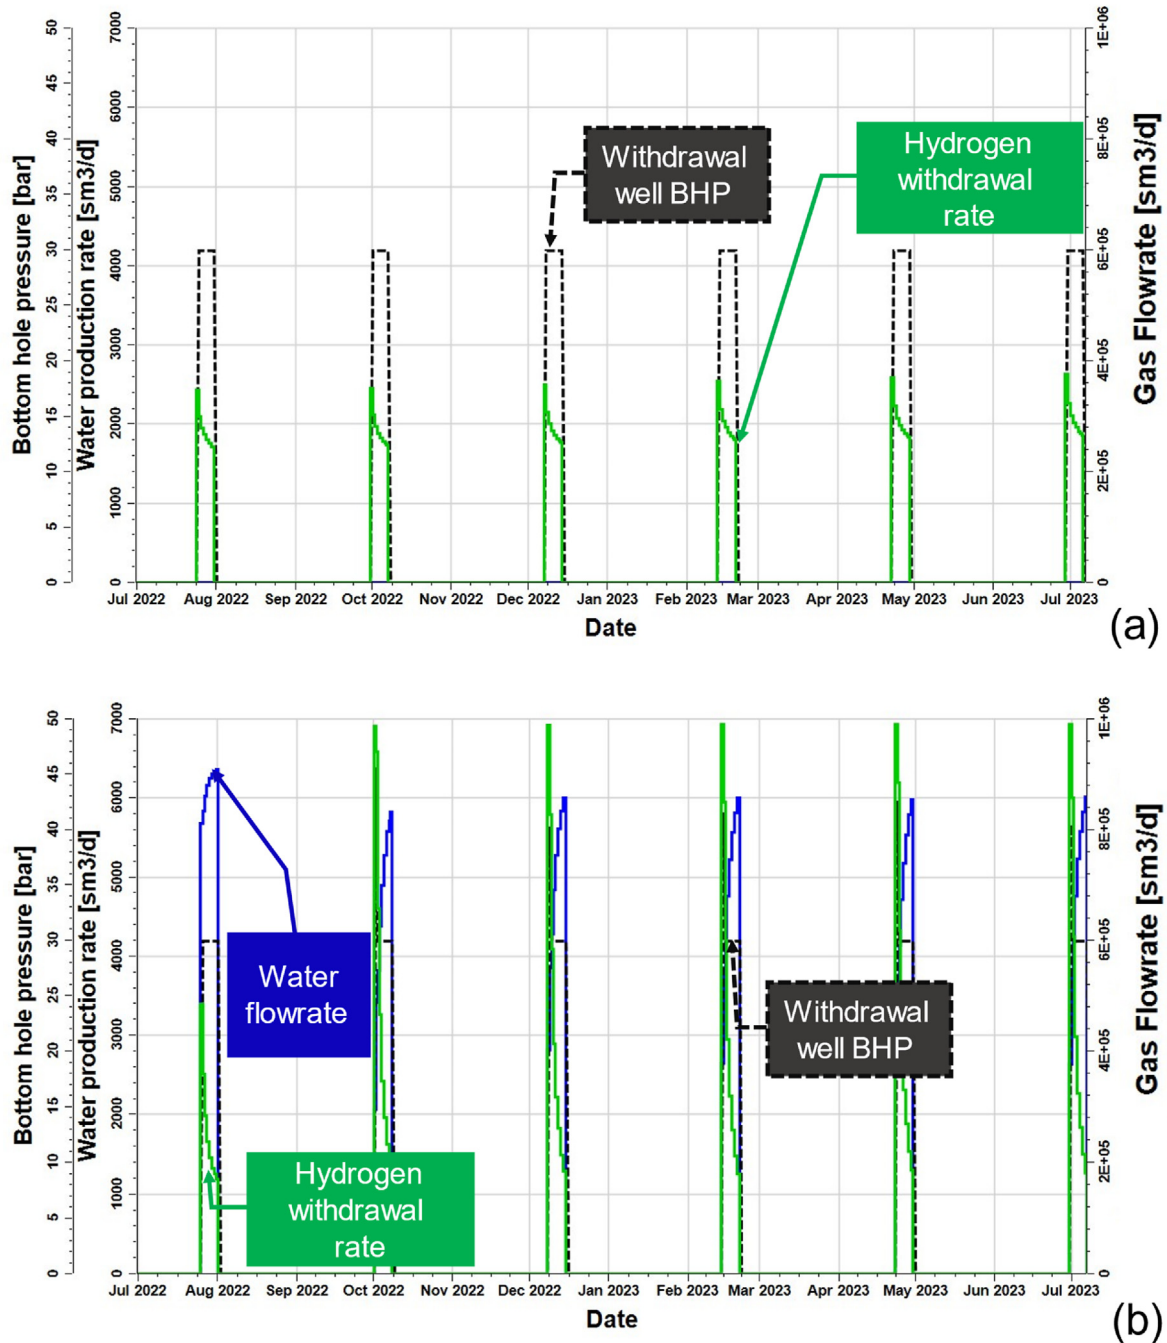 50
45
40
35
30
25
20
15
10
5
0
Bottom hole pressure [bar]
7000
6000
5000
4000
3000
2000
1000
0
Water production rate [sm3/d]
Withdrawal
well BHP
Hydrogen
withdrawal
rate
1E+06
8E+05
6E+05
4E+05
2E+05
0
Gas Flowrate [sm3/d]
Jul 2022 Aug 2022 Sep 2022 Oct 2022 Nov 2022 Dec 2022 Jan 2023 Feb 2023 Mar 2023 Apr 2023 May 2023 Jun 2023 Jul 2023
Date
(a)
50
45
40
35
30
25
20
15
10
5
0
Bottom hole pressure [bar]
7000
6000
5000
4000
3000
2000
1000
0
Water production rate [sm3/d]
Water
flowrate
Withdrawal
well BHP
Hydrogen
withdrawal
rate
1E+06
8E+05
6E+05
4E+05
2E+05
0
Gas Flowrate [sm3/d]
Jul 2022 Aug 2022 Sep 2022 Oct 2022 Nov 2022 Dec 2022 Jan 2023 Feb 2023 Mar 2023 Apr 2023 May 2023 Jun 2023 Jul 2023
Date
(b)